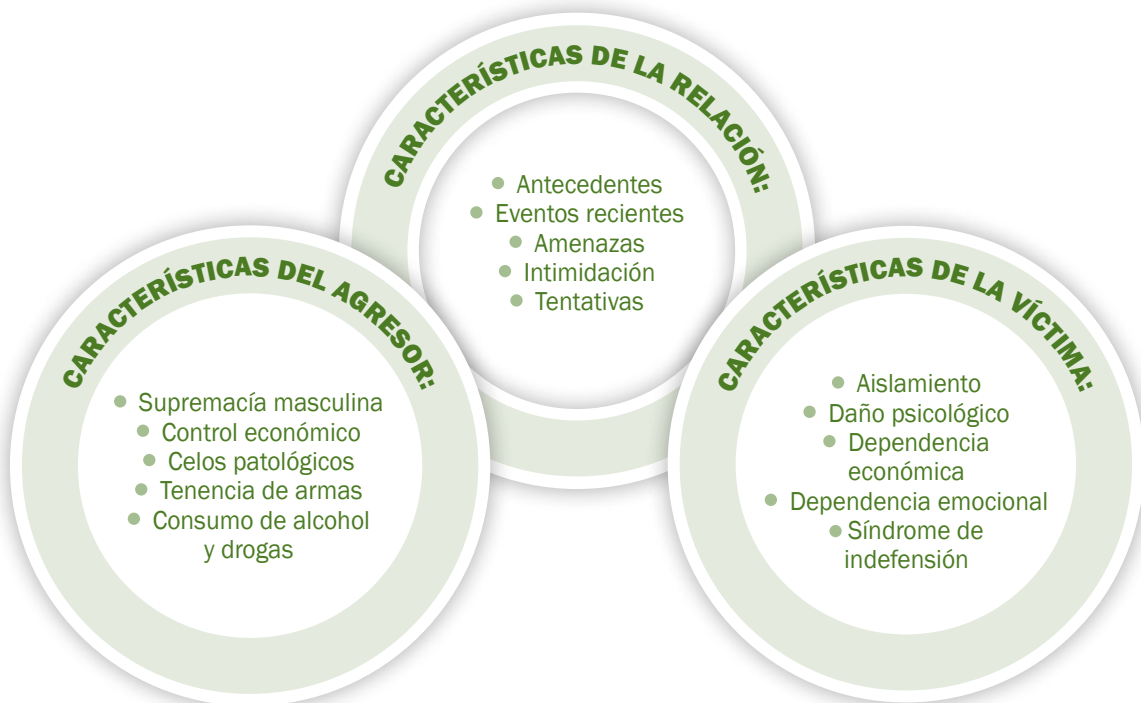 CARACTERÍSTICAS DE LA RELACIÓN:
• Antecedentes
• Eventos recientes
• Amenazas
• Intimidación
• Tentativas
CARACTERÍSTICAS DEL AGRESOR:
• Supremacía masculina
• Control económico
• Celos patológicos
• Tenencia de armas
• Consumo de alcohol
y drogas
CARACTERÍSTICAS DE LA VÍCTIMA:
• Aislamiento
• Daño psicológico
• Dependencia
económica
• Dependencia emocional
• Síndrome de
indefensión